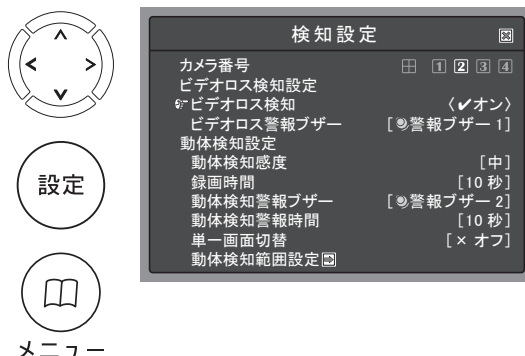 検知設定
カメラ番号 1 2 3 4
ビデオロス検知設定
ビデオロス検知 〈✔オン〉
ビデオロス警報ブザー [警報ブザー 1]
動体検知設定
動体検知感度 [中]
録画時間 [10 秒]
動体検知警報ブザー [警報ブザー 2]
動体検知警報時間 [10 秒]
単一画面切替 [× オフ]
動体検知範囲設定
設定
メニュー